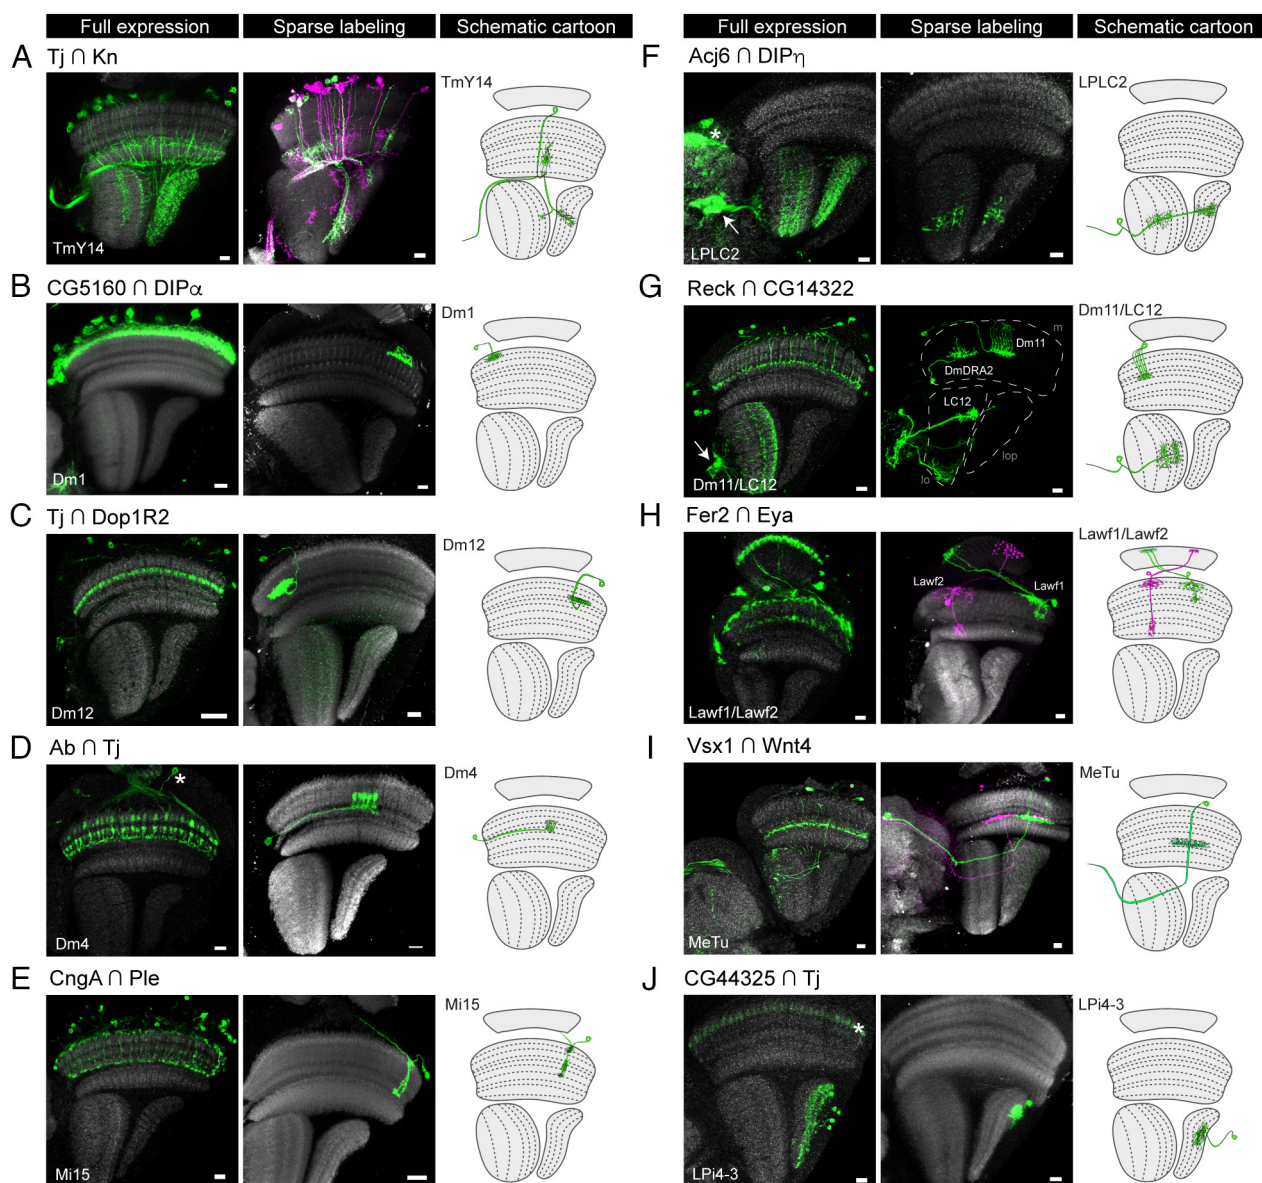 Full expression Sparse labeling Schematic cartoon
A Tj ∩ Kn
TmY14
TmY14
B CG5160 ∩ DIPα
Dm1
Dm1
C Tj ∩ Dop1R2
Dm12
Dm12
D Ab ∩ Tj
*
Dm4
Dm4
E CngA ∩ Ple
Mi15
Mi15
Full expression Sparse labeling Schematic cartoon
F Acj6 ∩ DIPη
*
LPLC2
LPLC2
G Reck ∩ CG14322
Dm11/LC12
m
Dm11
DmDRA2
LC12
lop
lo
Dm11/LC12
H Fer2 ∩ Eya
Lawf1/Lawf2
Lawf2
Lawf1
Lawf1/Lawf2
I Vsx1 ∩ Wnt4
MeTu
MeTu
J CG44325 ∩ Tj
*
LPi4-3
LPi4-3